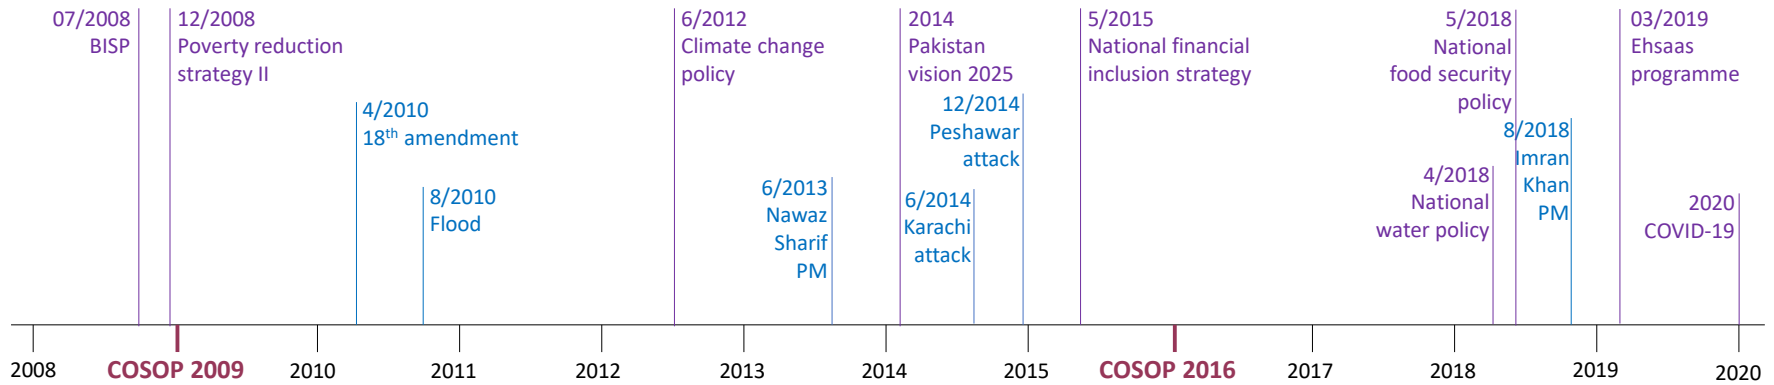 07/2008
BISP
12/2008
Poverty reduction
strategy II
4/2010
18th amendment
8/2010
Flood
6/2012
Climate change
policy
6/2013
Nawaz
Sharif
PM
2014
Pakistan
vision 2025
6/2014
Karachi
attack
12/2014
Peshawar
attack
5/2015
National financial
inclusion strategy
4/2018
National
water policy
5/2018
National
food security
policy
8/2018
Imran
Khan
PM
03/2019
Ehsaas
programme
2020
COVID-19
2008
COSOP 2009
2010
2011
2012
2013
2014
2015
COSOP 2016
2017
2018
2019
2020